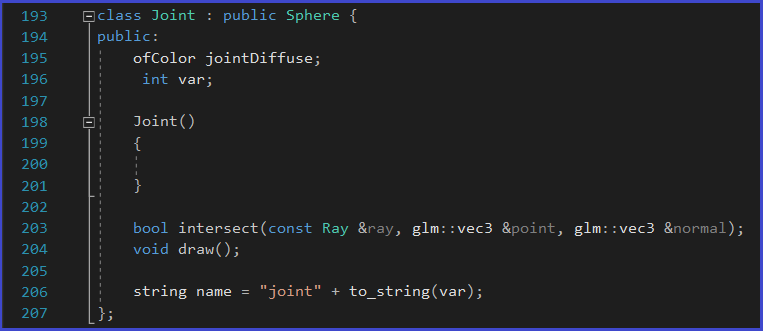 193 class Joint : public Sphere {
194 public:
195 ofColor jointDiffuse;
196 int var;
197
198 Joint()
199 {
200
201 }
202
203 bool intersect(const Ray &ray, glm::vec3 &point, glm::vec3 &normal);
204 void draw();
205
206 string name = "joint" + to_string(var);
207 };